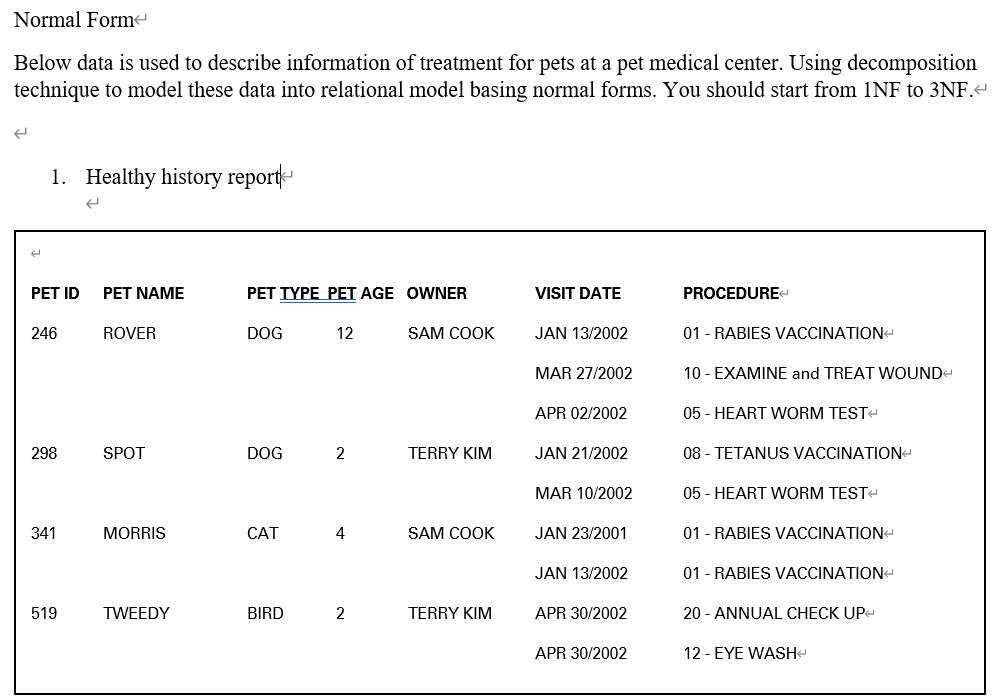 Normal Form
Below data is used to describe information of treatment for pets at a pet medical center. Using decomposition
technique to model these data into relational model basing normal forms. You should start from 1NF to 3NF.
1. Healthy history report
PET ID PET NAME PET TYPE PET AGE OWNER VISIT DATE PROCEDURE
246 ROVER DOG 12 SAM COOK JAN 13/2002 01 - RABIES VACCINATION
MAR 27/2002 10 - EXAMINE and TREAT WOUND
APR 02/2002 05 - HEART WORM TEST
298 SPOT DOG 2 TERRY KIM JAN 21/2002 08 - TETANUS VACCINATION
MAR 10/2002 05 - HEART WORM TEST
341 MORRIS CAT 4 SAM COOK JAN 23/2001 01 - RABIES VACCINATION
JAN 13/2002 01 - RABIES VACCINATION
519 TWEEDY BIRD 2 TERRY KIM APR 30/2002 20 - ANNUAL CHECK UP
APR 30/2002 12 - EYE WASH